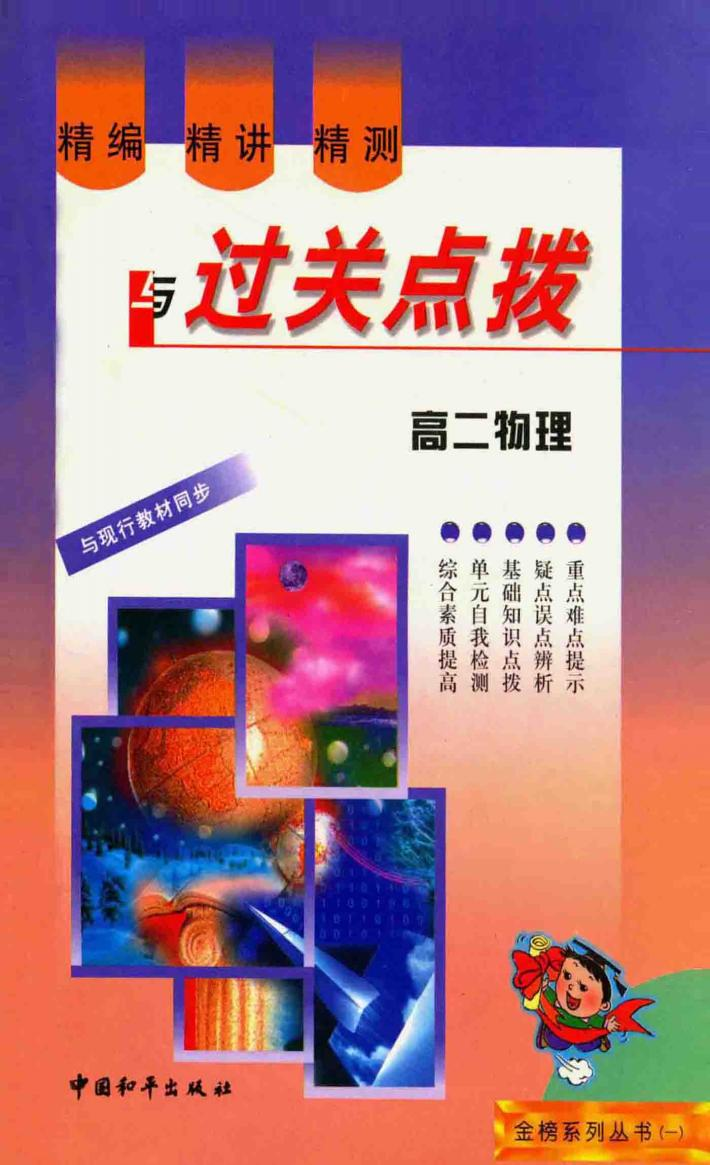 精编 精讲 精测
与过关点拨
高二物理
与现行教材同步
重点难点提示
疑点误点辨析
基础知识点拨
单元自我检测
综合素质提高
中国和平出版社
金榜系列丛书(一)